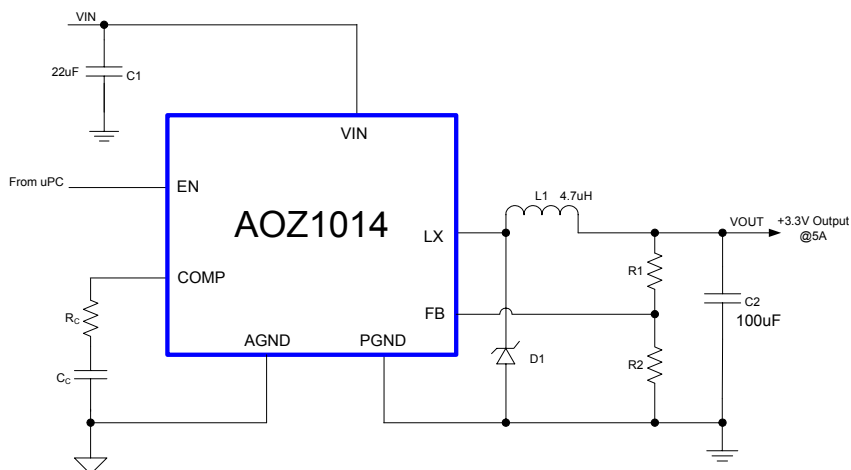 VIN
22uF
C1
VIN
From uPC
EN
AOZ1014
L1 4.7uH
LX
VOUT
+3.3V Output
@5A
COMP
R1
RC
FB
C2
100uF
AGND
PGND
D1
R2
CC